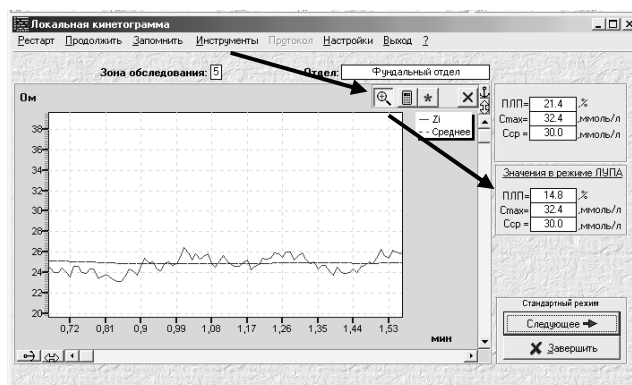 Локальная кинетограмма
Рестарт Продолжить Запомнить Инструменты Протокол Настройки Выход ?
Зона обследования: 5 Отдел: Фундальный отдел
Ом
38
36
34
32
30
28
26
24
22
20
0,72 0,81 0,9 0,99 1,08 1,17 1,26 1,35 1,44 1,53
мин
Zi
Среднее
ПЛП= 21.4 ,%
Cmax= 32.4 ,ммоль/л
Ccp = 30.0 ,ммоль/л
Значения в режиме ЛУПА
ПЛП= 14.8 ,%
Cmax= 32.4 ,ммоль/л
Ccp = 30.0 ,ммоль/л
Стандартный режим
Следующее
Завершить